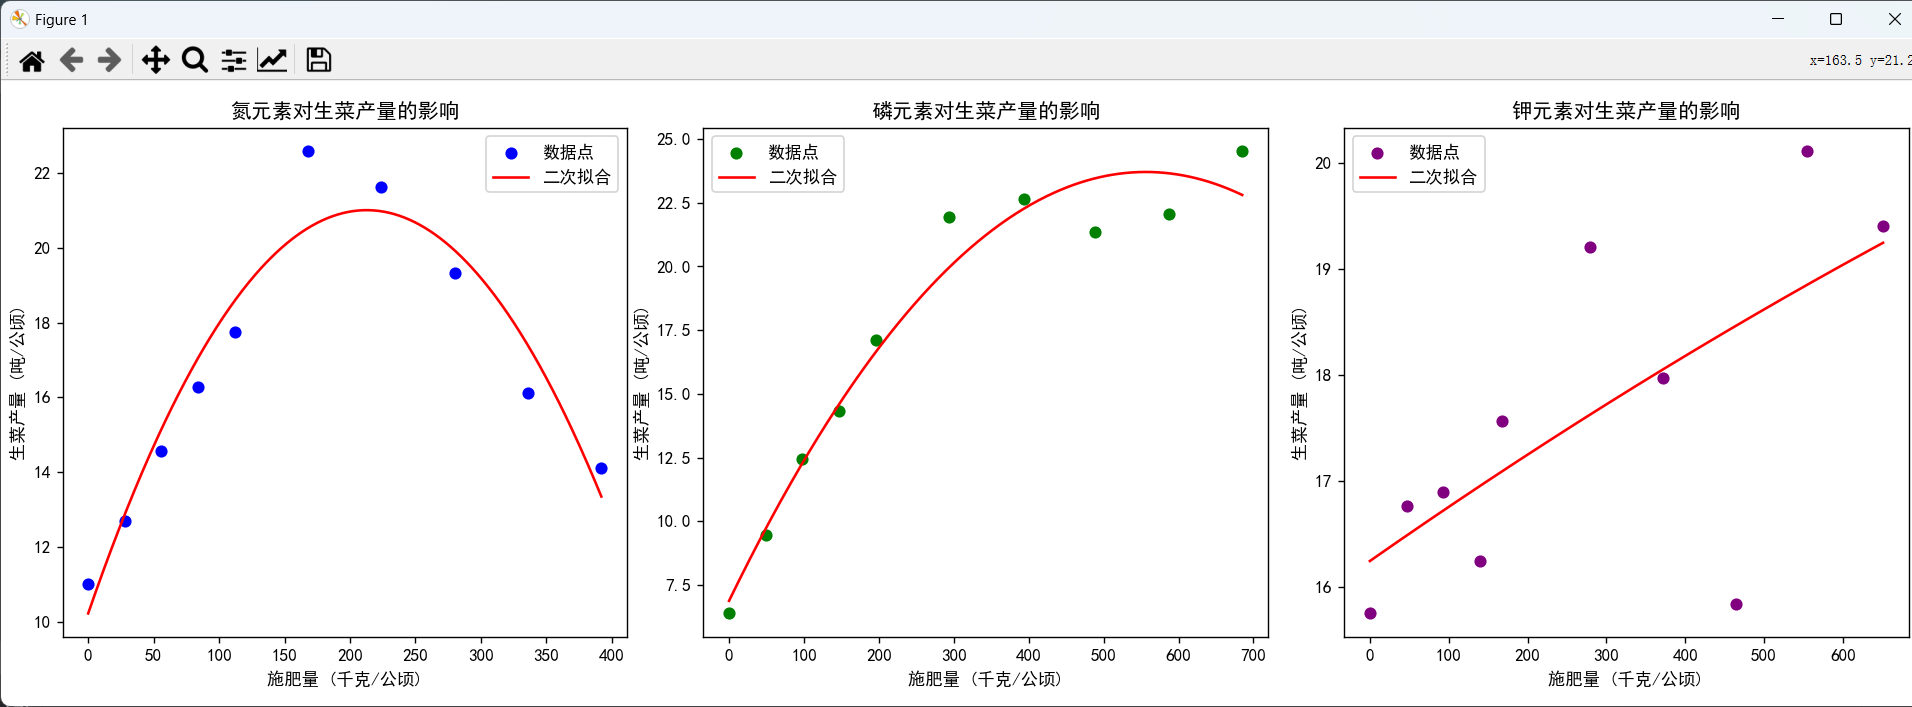 Figure 1
x=163.5 y=21.2
氮元素对生菜产量的影响
数据点
二次拟合
22
20
18
16
14
12
10
生菜产量 (吨/公顷)
0 50 100 150 200 250 300 350 400
施肥量 (千克/公顷)
磷元素对生菜产量的影响
数据点
二次拟合
25.0
22.5
20.0
17.5
15.0
12.5
10.0
7.5
生菜产量 (吨/公顷)
0 100 200 300 400 500 600 700
施肥量 (千克/公顷)
钾元素对生菜产量的影响
数据点
二次拟合
20
19
18
17
16
生菜产量 (吨/公顷)
0 100 200 300 400 500 600
施肥量 (千克/公顷)